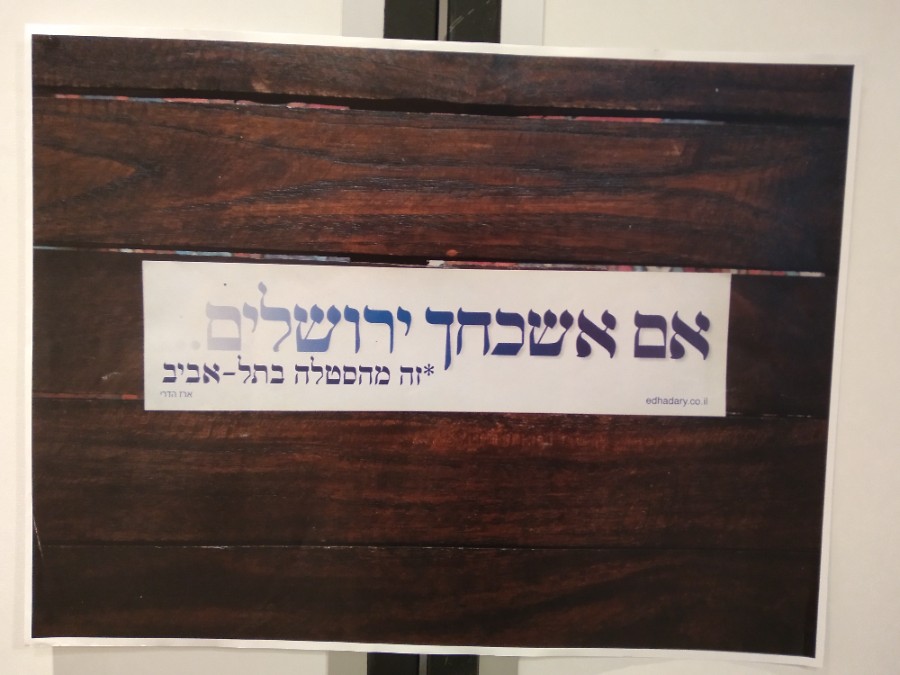 אם אשכחך ירושלים...
*זה מהסטלה בתל-אביב
ארז הדרי
edhadary.co.il